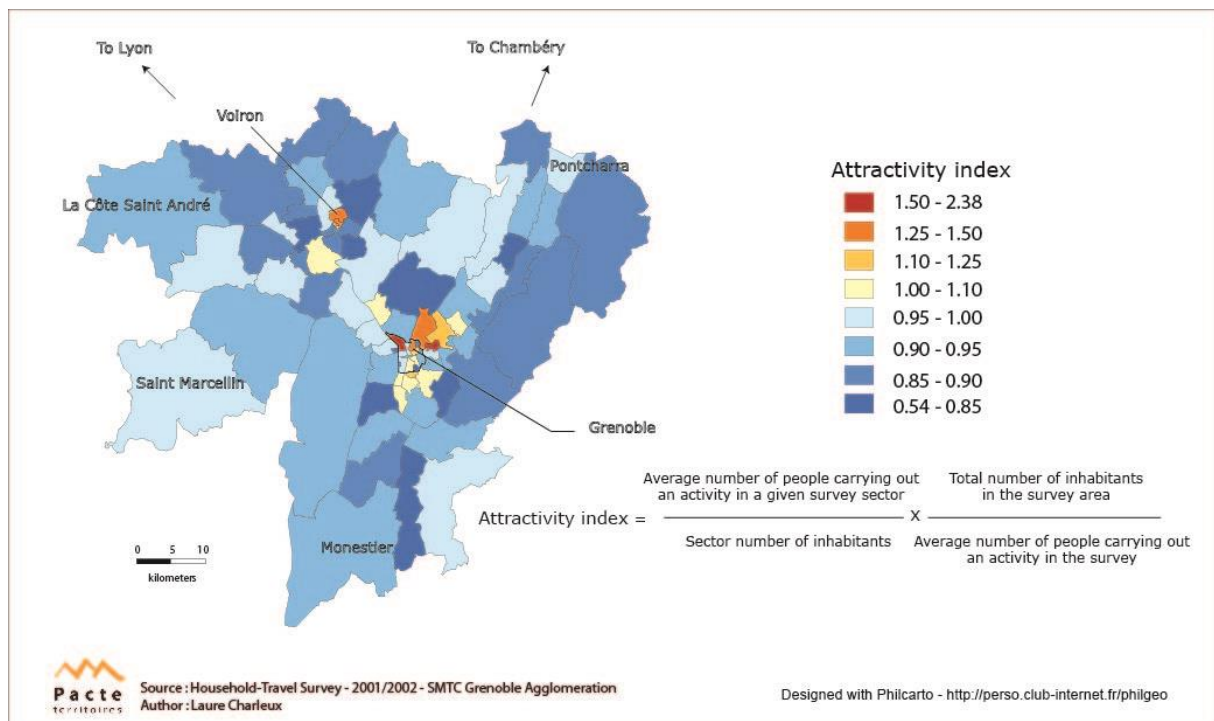 To Lyon
To Chambéry
Voiron
Pontcharra
La Côte Saint André
Saint Marcellin
Grenoble
Monestier
Attractivity index
1.50 - 2.38
1.25 - 1.50
1.10 - 1.25
1.00 - 1.10
0.95 - 1.00
0.90 - 0.95
0.85 - 0.90
0.54 - 0.85
Attractivity index =
Average number of people carrying out
an activity in a given survey sector
Sector number of inhabitants
X
Total number of inhabitants
in the survey area
Average number of people carrying out
an activity in the survey
0 5 10
kilometers
Pacte
territoires
Source : Household-Travel Survey - 2001/2002 - SMTC Grenoble Agglomeration
Author : Laure Charleux
Designed with Philcarto - http://perso.club-internet.fr/philgeo